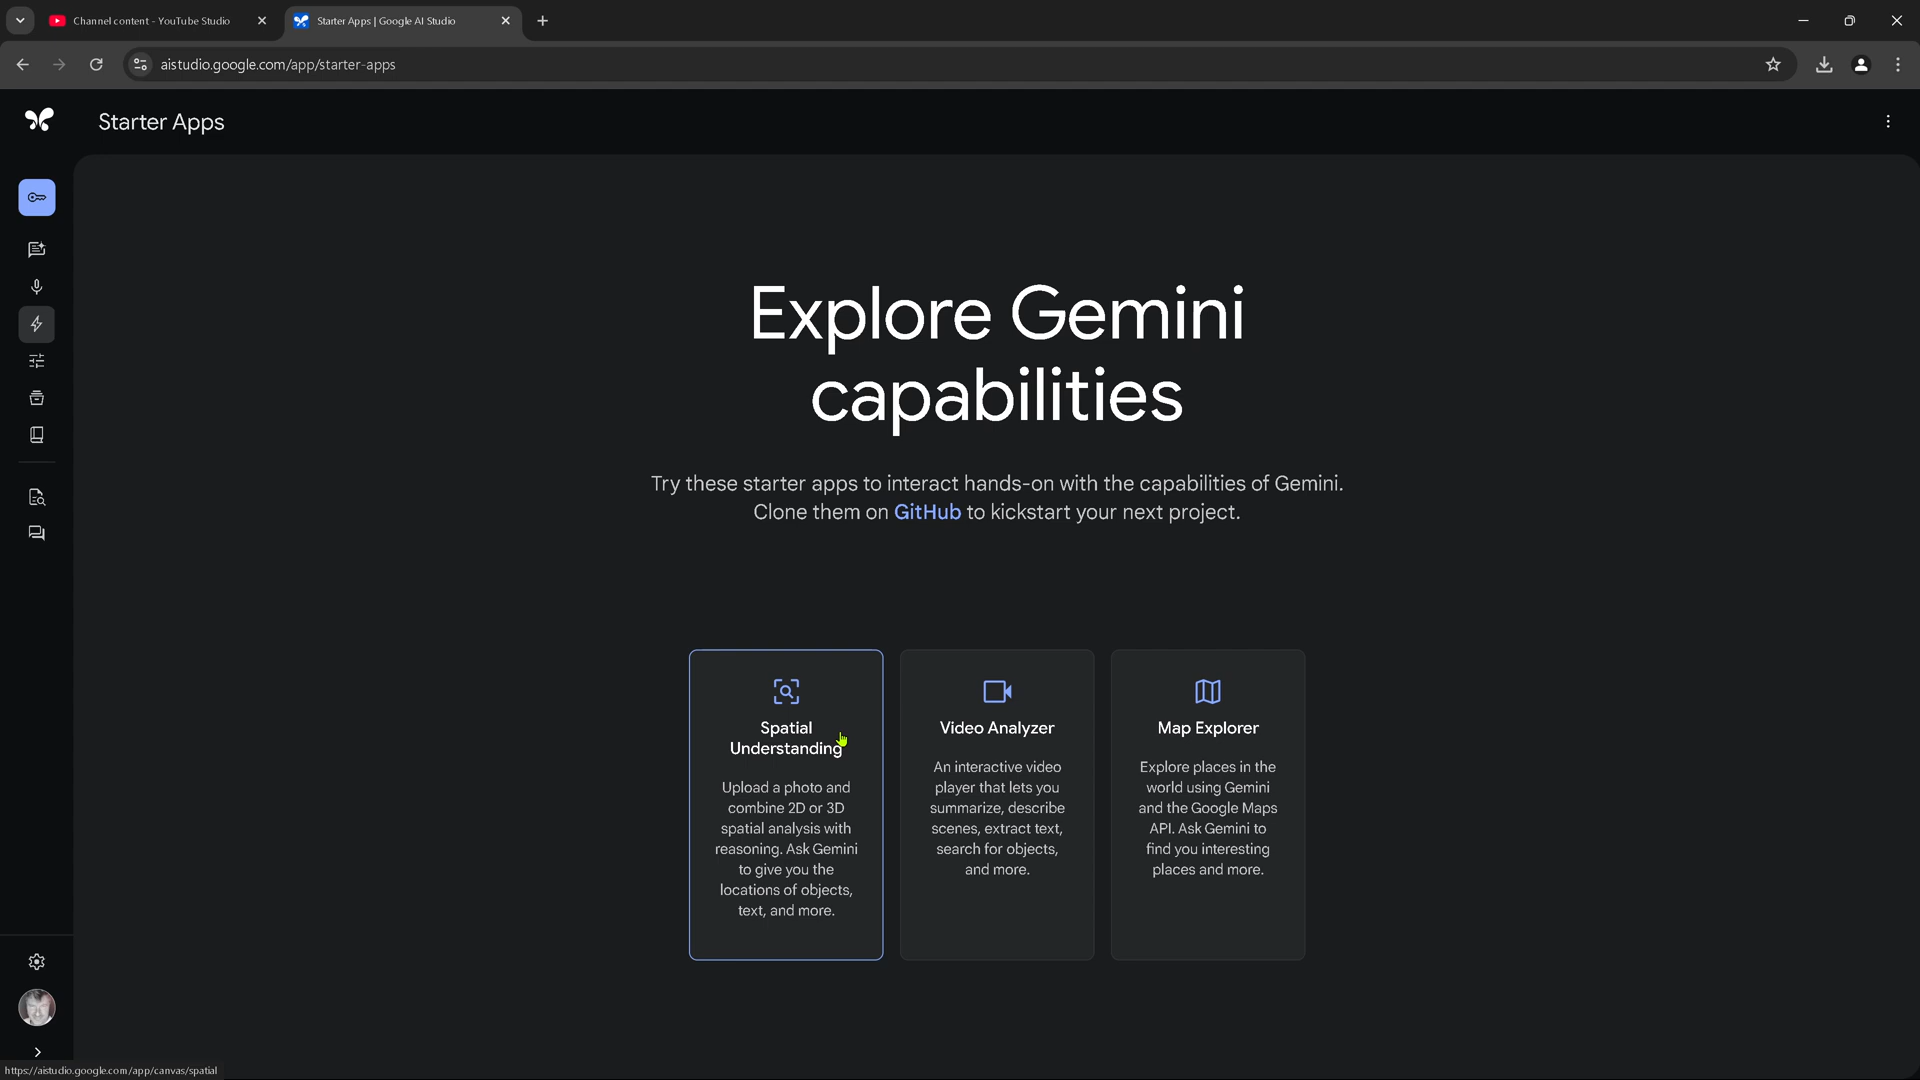 Channel content - YouTube Studio
Starter Apps | Google AI Studio
aistudio.google.com/app/starter-apps
Starter Apps
Explore Gemini
capabilities
Try these starter apps to interact hands-on with the capabilities of Gemini.
Clone them on GitHub to kickstart your next project.
Spatial
Understanding
Upload a photo and
combine 2D or 3D
spatial analysis with
reasoning. Ask Gemini
to give you the
locations of objects,
text, and more.
Video Analyzer
An interactive video
player that lets you
summarize, describe
scenes, extract text,
search for objects,
and more.
Map Explorer
Explore places in the
world using Gemini
and the Google Maps
API. Ask Gemini to
find you interesting
places and more.
https://aistudio.google.com/app/canvas/spatial